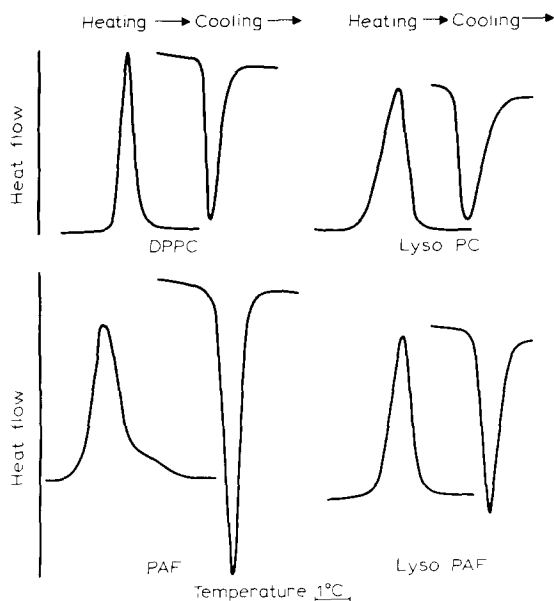 Heating → Cooling → Heating → Cooling →
Heat flow
DPPC Lyso PC
Heat flow
PAF Lyso PAF
Temperature 1°C